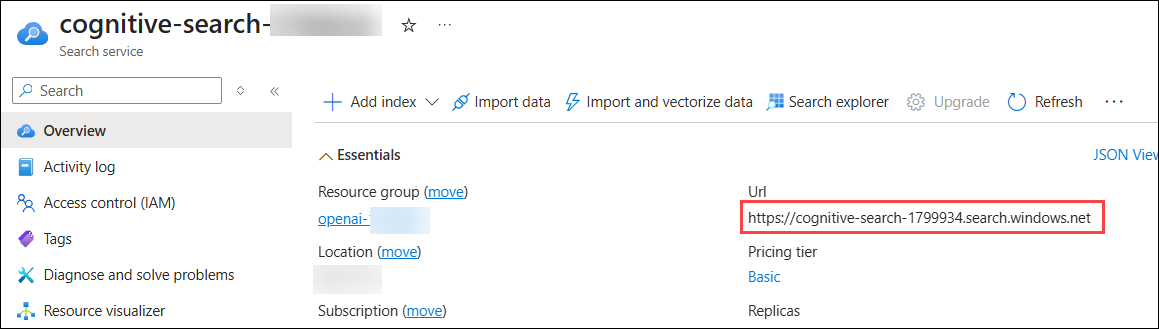 cognitive-search-
Search service
Search
Add index Import data Import and vectorize data Search explorer Upgrade Refresh
Overview
Activity log
Access control (IAM)
Tags
Diagnose and solve problems
Resource visualizer
Essentials
JSON View
Resource group (move)
openai-
Location (move)
Subscription (move)
Url
https://cognitive-search-1799934.search.windows.net
Pricing tier
Basic
Replicas